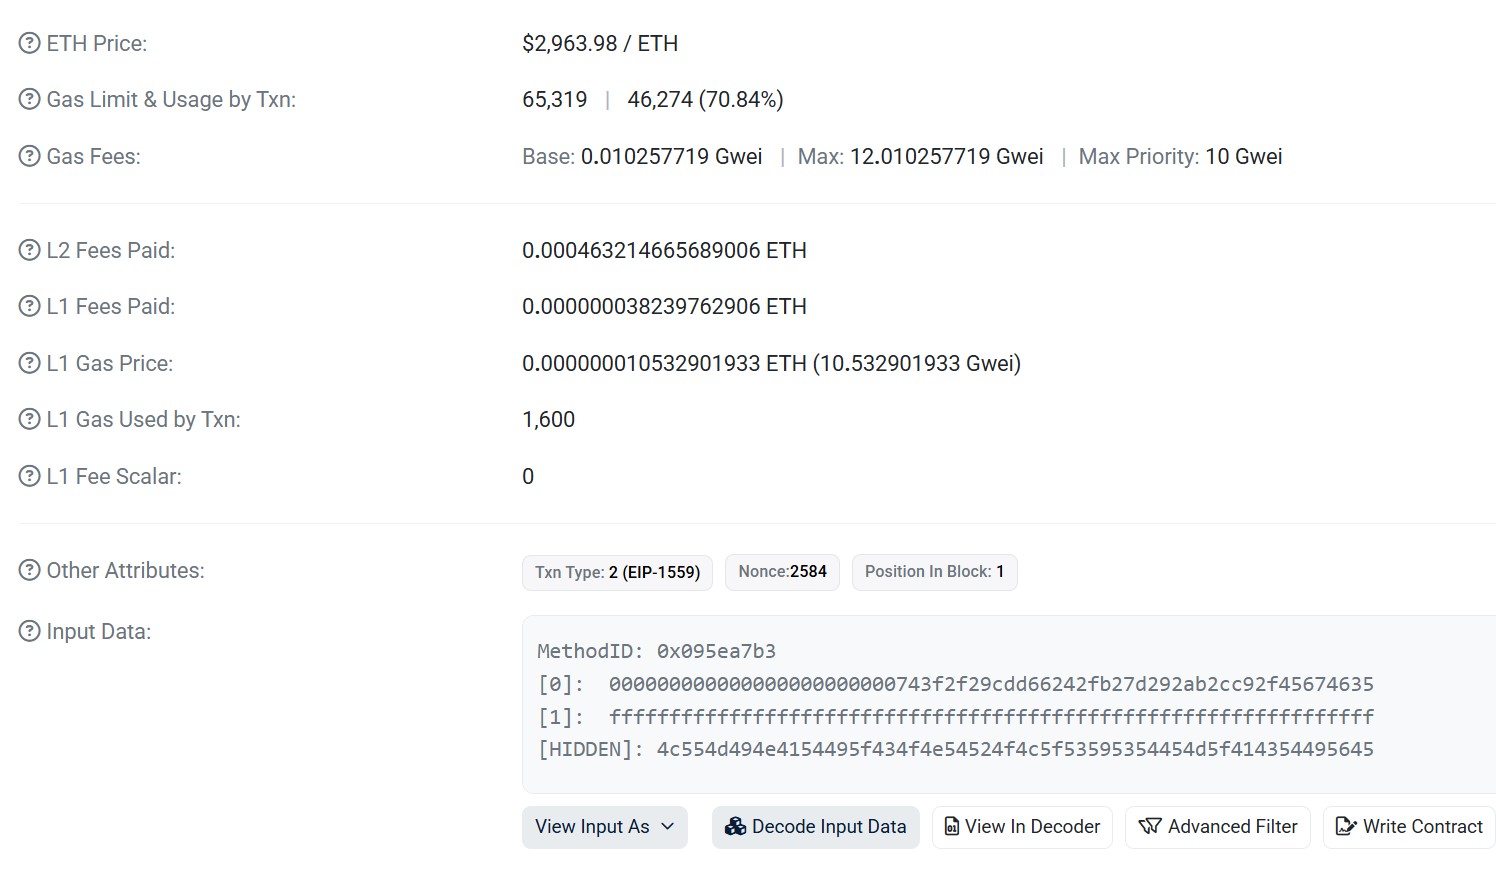 ETH Price: $2,963.98 / ETH
Gas Limit & Usage by Txn: 65,319 | 46,274 (70.84%)
Gas Fees: Base: 0.010257719 Gwei | Max: 12.010257719 Gwei | Max Priority: 10 Gwei
L2 Fees Paid: 0.000463214665689006 ETH
L1 Fees Paid: 0.000000038239762906 ETH
L1 Gas Price: 0.000000010532901933 ETH (10.532901933 Gwei)
L1 Gas Used by Txn: 1,600
L1 Fee Scalar: 0
Other Attributes: Txn Type: 2 (EIP-1559) Nonce:2584 Position In Block: 1
Input Data:
MethodID: 0x095ea7b3
[0]: 000000000000000000000000743f2f29cdd66242fb27d292ab2cc92f45674635
[1]: ffffffffffffffffffffffffffffffffffffffffffffffffffffffffffffffff
[HIDDEN]: 4c554d494e4154495f434f4e54524f4c5f53595354454d5f414354495645
View Input As Decode Input Data View In Decoder Advanced Filter Write Contract